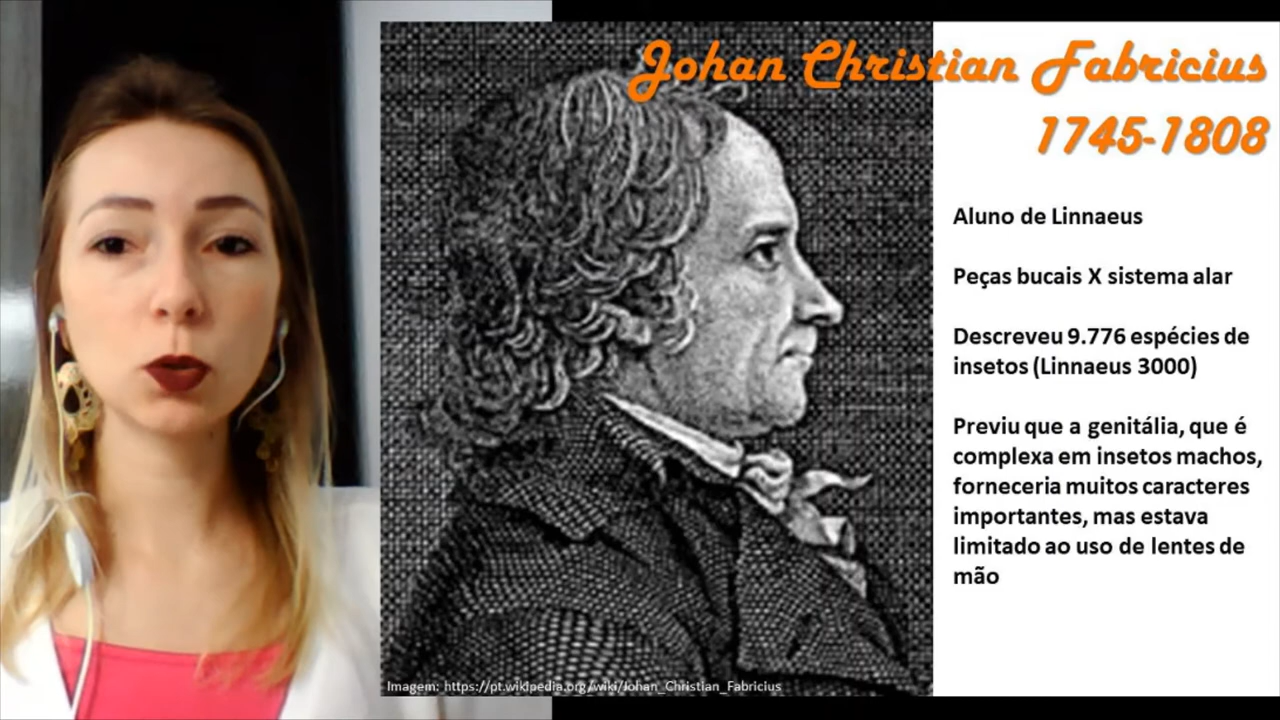 Johan Christian Fabricius
1745-1808
Aluno de Linnaeus
Peças bucais X sistema alar
Descreveu 9.776 espécies de
insetos (Linnaeus 3000)
Previu que a genitália, que é
complexa em insetos machos,
forneceria muitos caracteres
importantes, mas estava
limitado ao uso de lentes de
mão
Imagem: https://pt.wikipedia.org/wiki/Johan_Christian_Fabricius